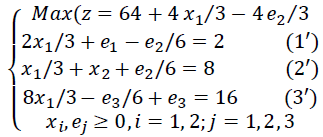 Max(z = 64 + 4 x₁/3 − 4 e₂/3
2x₁/3 + e₁ − e₂/6 = 2 (1′)
x₁/3 + x₂ + e₂/6 = 8 (2′)
8x₁/3 − e₃/6 + e₃ = 16 (3′)
xᵢ, eⱼ ≥ 0, i = 1, 2; j = 1, 2, 3